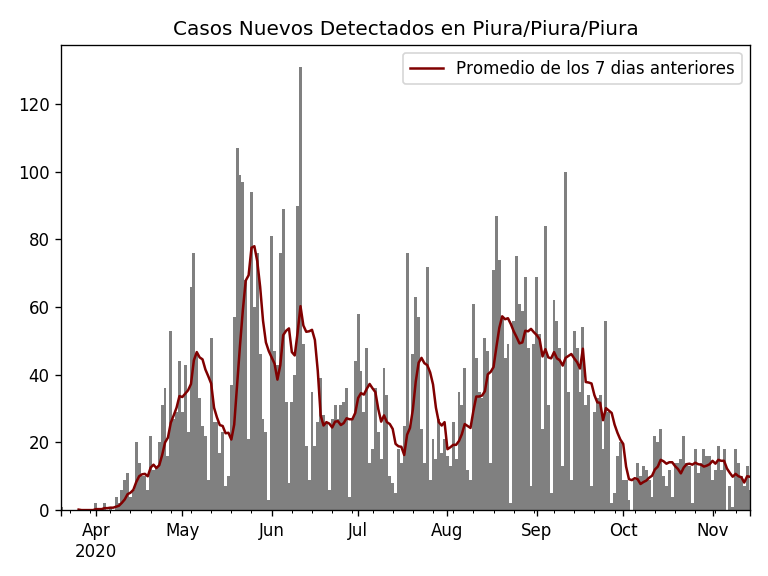 Casos Nuevos Detectados en Piura/Piura/Piura
Promedio de los 7 dias anteriores
120
100
80
60
40
20
0
Apr May Jun Jul Aug Sep Oct Nov
2020